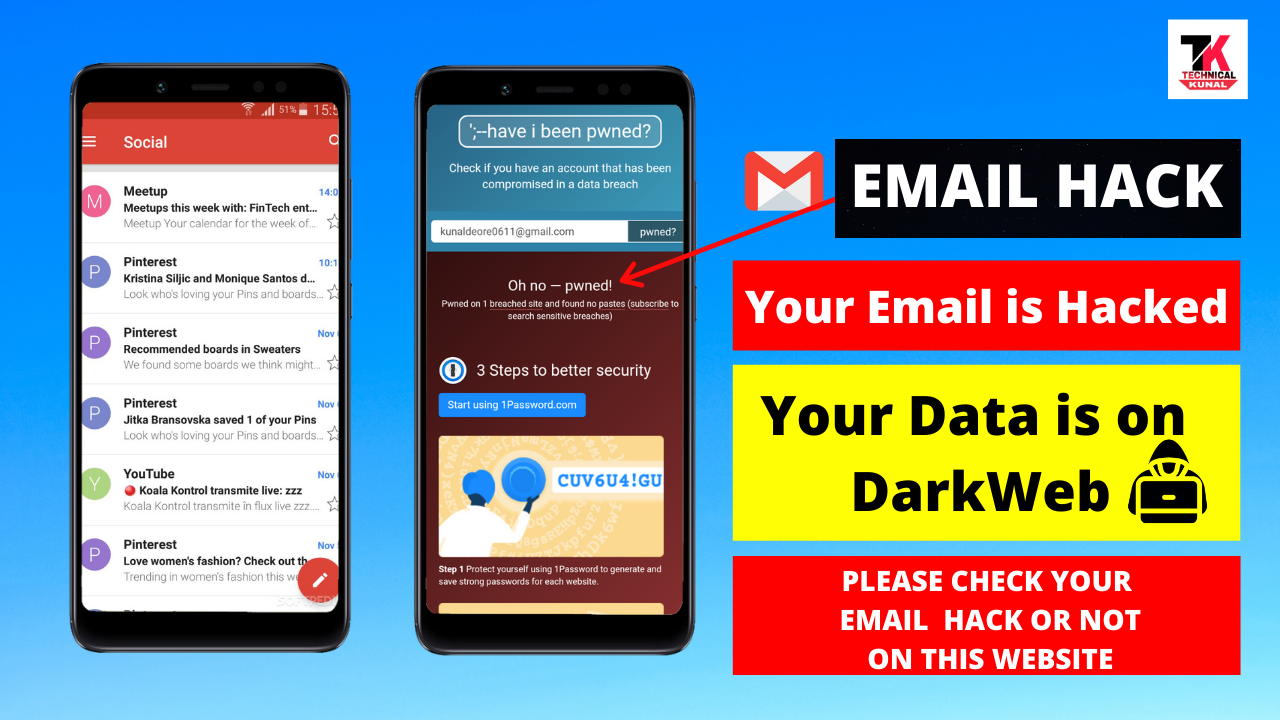 TK
TECHNICAL
KUNAL
51% 15:5
Social
M
Meetup 14:0
Meetups this week with: FinTech ent...
Meetup Your calendar for the week of...
P
Pinterest 10:1
Kristina Siljic and Monique Santos d...
Look who's loving your Pins and boards...
P
Pinterest Nov
Recommended boards in Sweaters
We found some boards we think might...
P
Pinterest Nov
Jitka Bransovska saved 1 of your Pins
Look who's loving your Pins and boards...
Y
YouTube Nov
Koala Kontrol transmite live: zzz
Koala Kontrol transmite în flux live zzz....
P
Pinterest Nov
Love women's fashion? Check out th
Trending in women's fashion this we
';--have i been pwned?
Check if you have an account that has been
compromised in a data breach
kunaldeore0611@gmail.com pwned?
Oh no — pwned!
Pwned on 1 breached site and found no pastes (subscribe to
search sensitive breaches)
3 Steps to better security
Start using 1Password.com
CUV6U4!GU
Step 1 Protect yourself using 1Password to generate and
save strong passwords for each website.
EMAIL HACK
Your Email is Hacked
Your Data is on
DarkWeb
PLEASE CHECK YOUR
EMAIL HACK OR NOT
ON THIS WEBSITE